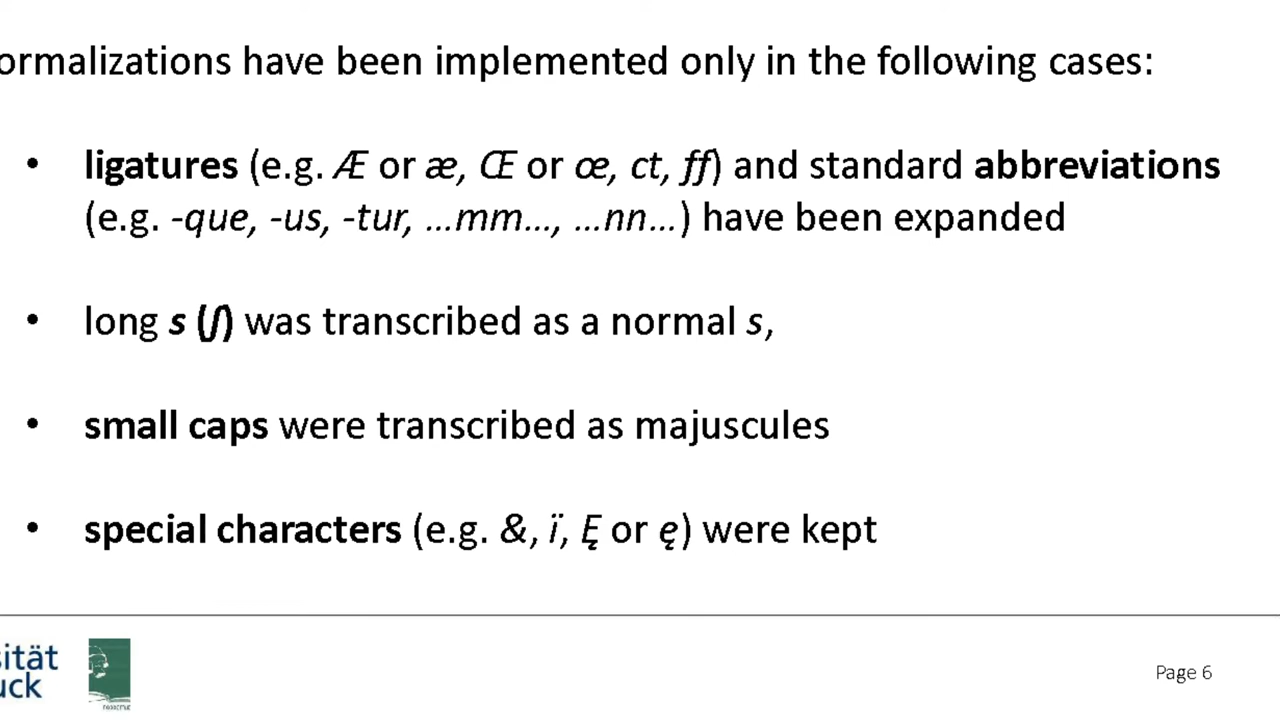 ormalizations have been implemented only in the following cases:
• ligatures (e.g. Æ or æ, Œ or œ, ct, ff) and standard abbreviations
(e.g. -que, -us, -tur, …mm…, …nn…) have been expanded
• long s (ſ) was transcribed as a normal s,
• small caps were transcribed as majuscules
• special characters (e.g. &, ï, Ę or ę) were kept
sität
uck
Page 6